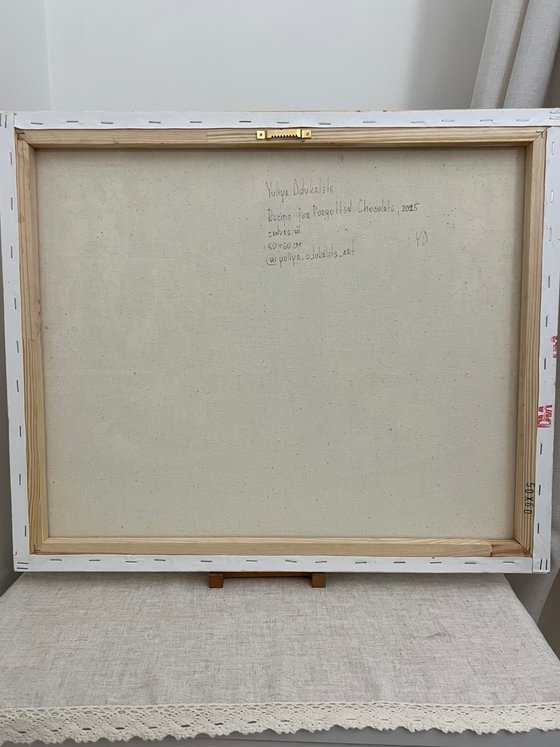 Yuliya Odukalets
Recipe for Forgotten Chocolate, 2025
canvas, oil
50x60 cm
@yuliya_odukalets_art
YO
50X60